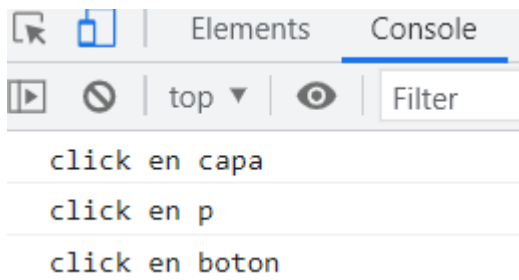 Elements Console
top Filter
click en capa
click en p
click en boton